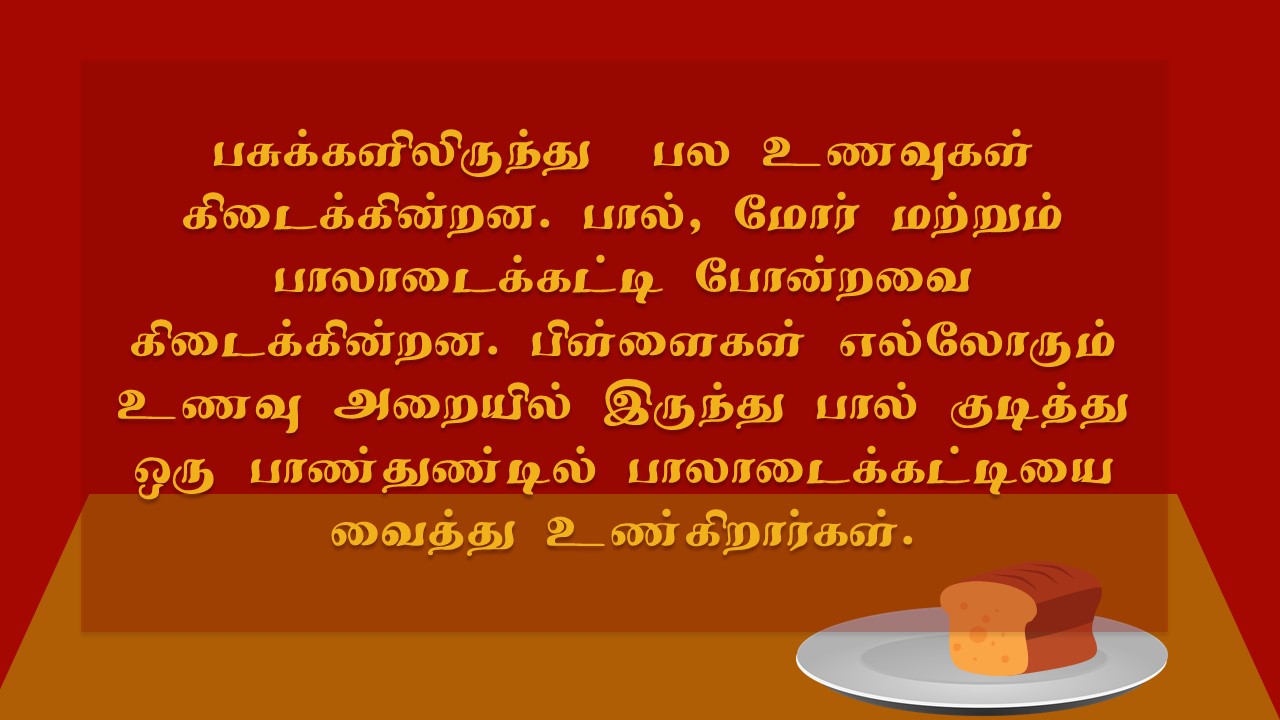 பசுக்களிலிருந்து பல உணவுகள்
கிடைக்கின்றன. பால், மோர் மற்றும்
பாலாடைக்கட்டி போன்றவை
கிடைக்கின்றன. பிள்ளைகள் எல்லோரும்
உணவு அறையில் இருந்து பால் குடித்து
ஒரு பாண்துண்டில் பாலாடைக்கட்டியை
வைத்து உண்கிறார்கள்.